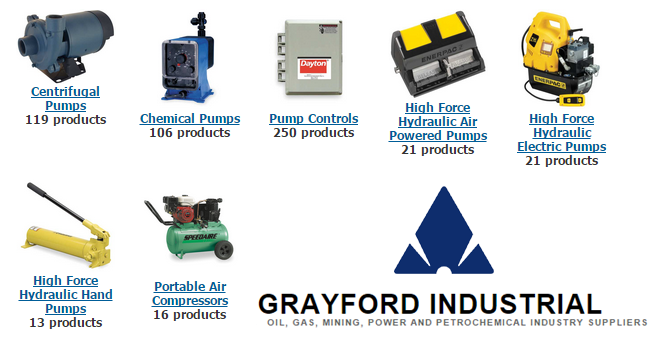 Centrifugal
Pumps
119 products
Chemical Pumps
106 products
Dayton
Pump Controls
250 products
ENERPAC
High Force
Hydraulic Air
Powered Pumps
21 products
ENERPAC
High Force
Hydraulic
Electric Pumps
21 products
High Force
Hydraulic Hand
Pumps
13 products
SPEEDAIRE
Portable Air
Compressors
16 products
GRAYFORD INDUSTRIAL
OIL, GAS, MINING, POWER AND PETROCHEMICAL INDUSTRY SUPPLIERS